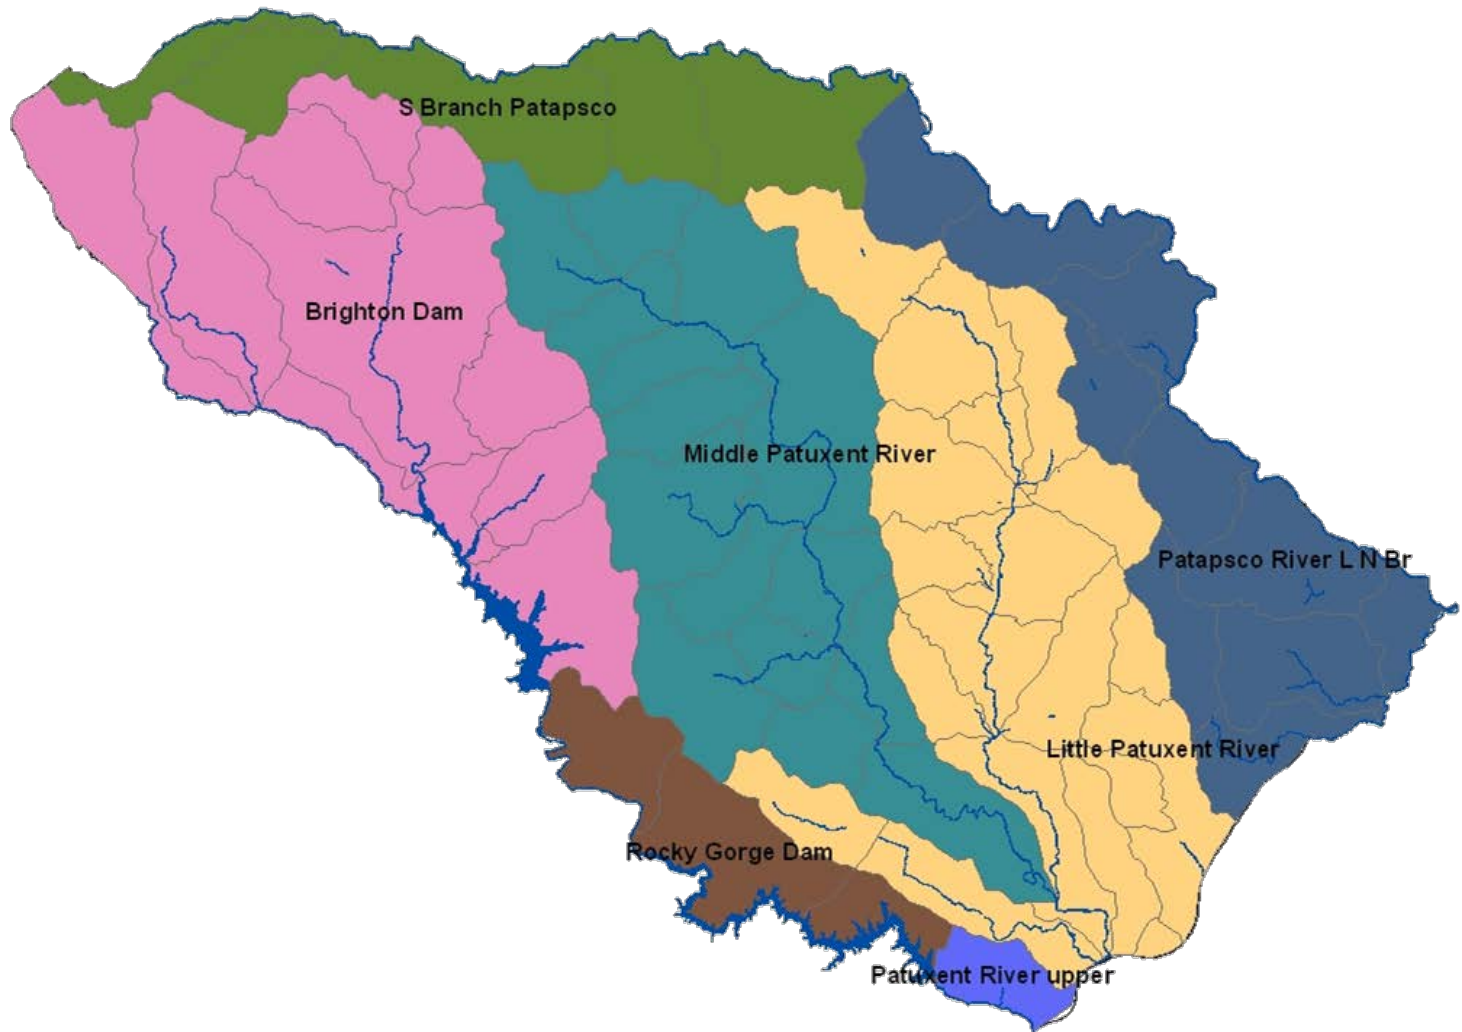 S Branch Patapsco
Brighton Dam
Middle Patuxent River
Patapsco River L N Br
Little Patuxent River
Rocky Gorge Dam
Patuxent River upper